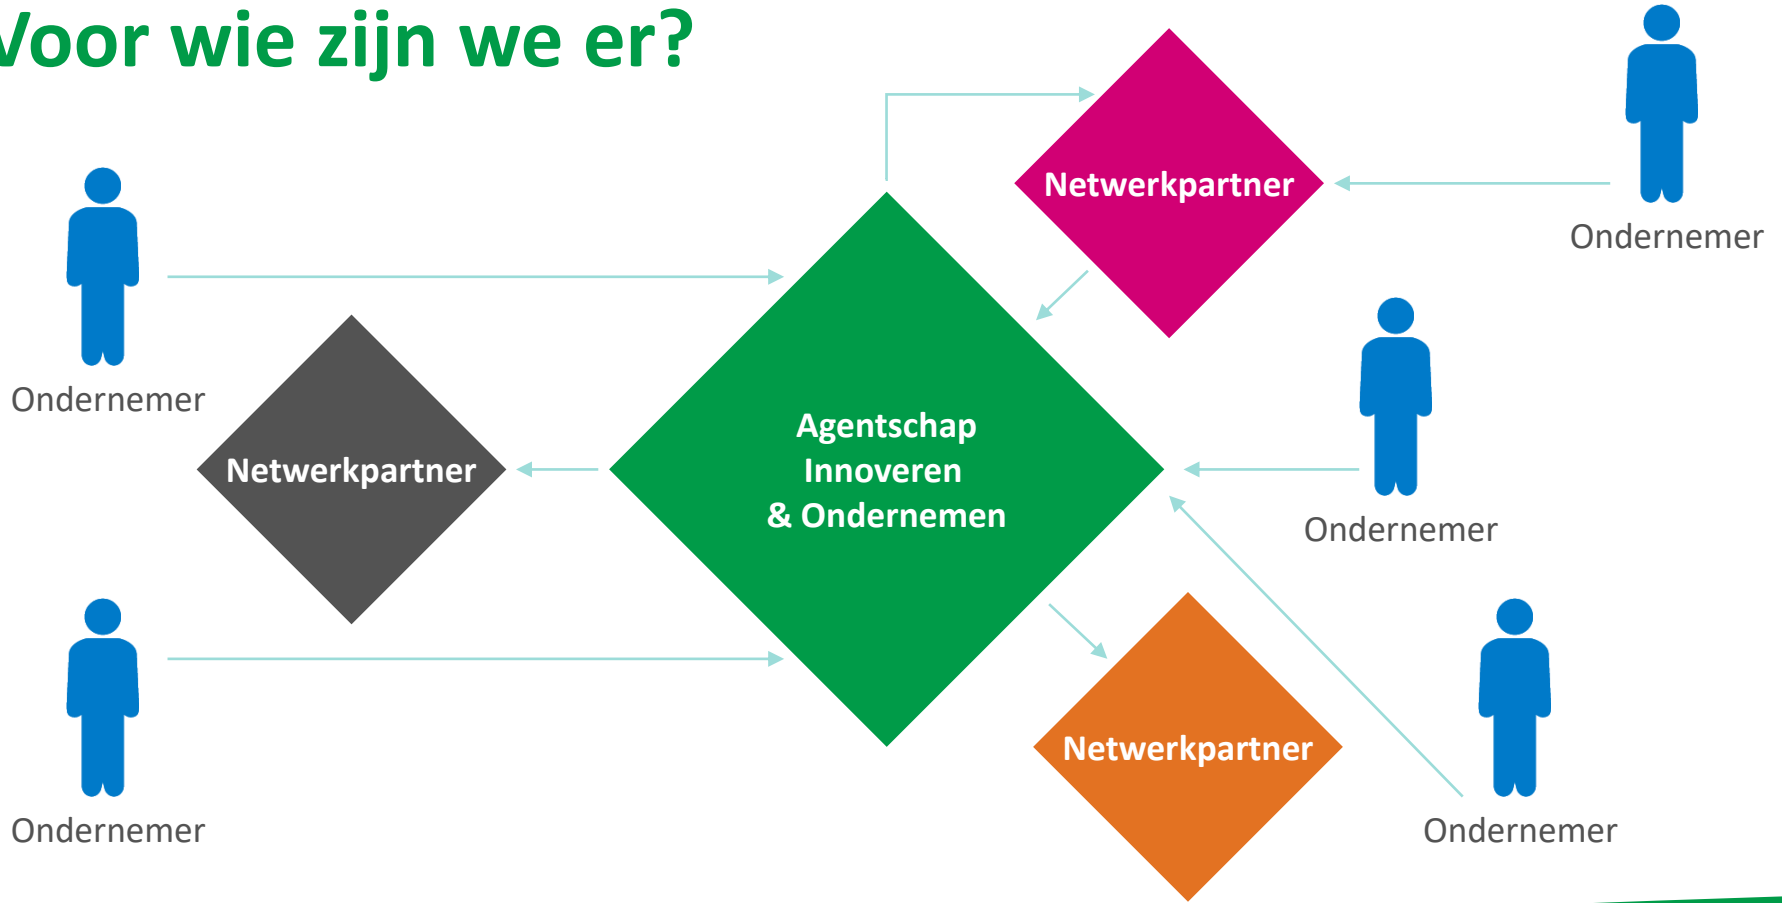 Voor wie zijn we er?
Netwerkpartner
Ondernemer
Ondernemer
Netwerkpartner
Agentschap
Innoveren
& Ondernemen
Ondernemer
Netwerkpartner
Ondernemer
Ondernemer